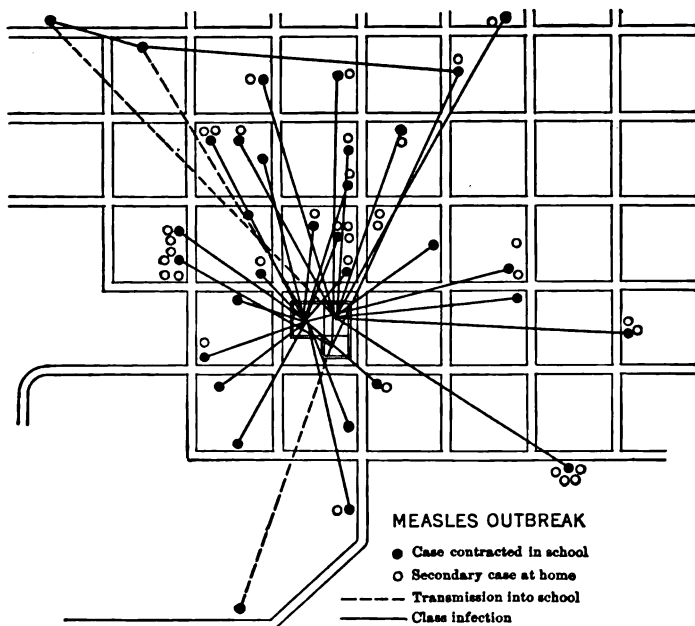 MEASLES OUTBREAK
Case contracted in school
Secondary case at home
Transmission into school
Class infection